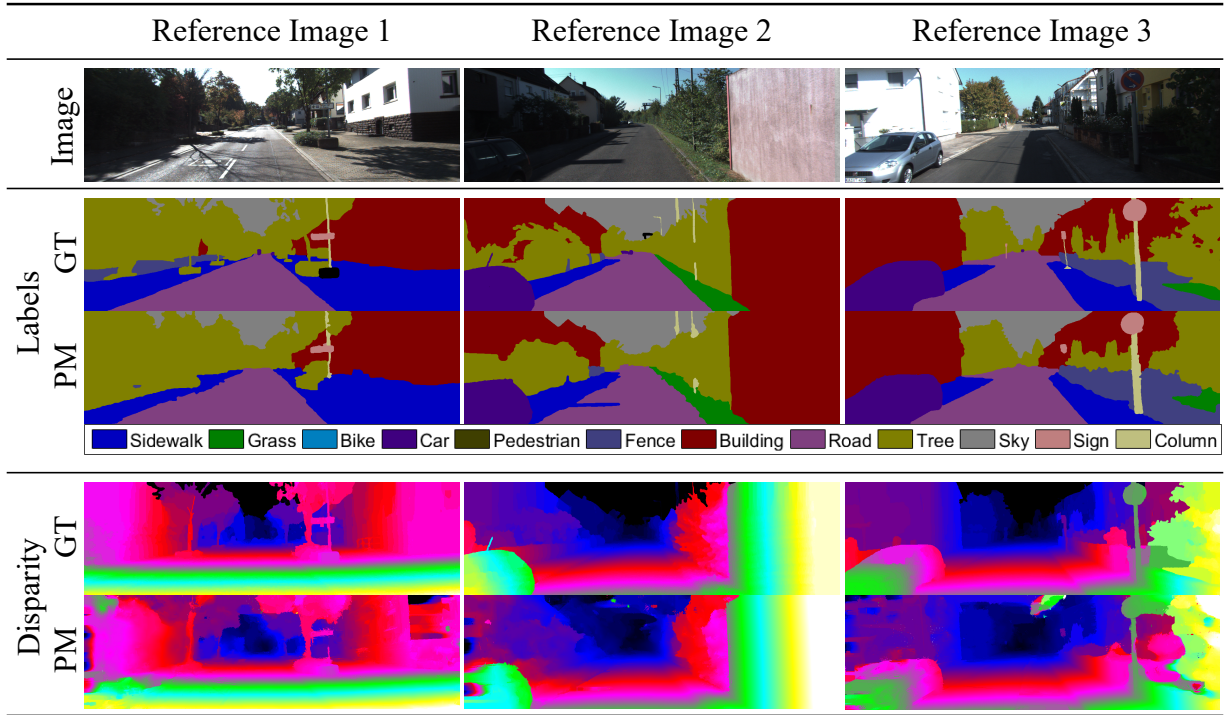 Reference Image 1 Reference Image 2 Reference Image 3
Image
Labels
GT
PM
Sidewalk Grass Bike Car Pedestrian Fence Building Road Tree Sky Sign Column
Disparity
GT
PM